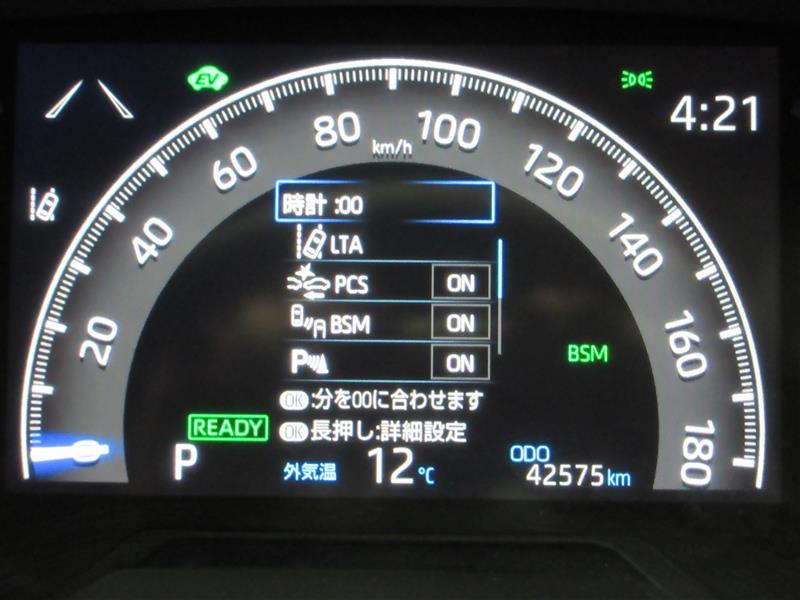 EV
4:21
20
40
60
80
100
120
140
160
180
km/h
時計 :00
LTA
PCS ON
BSM ON
P ON
OK:分を00に合わせます
OK長押し:詳細設定
BSM
READY
P
外気温 12℃
ODO
42575km